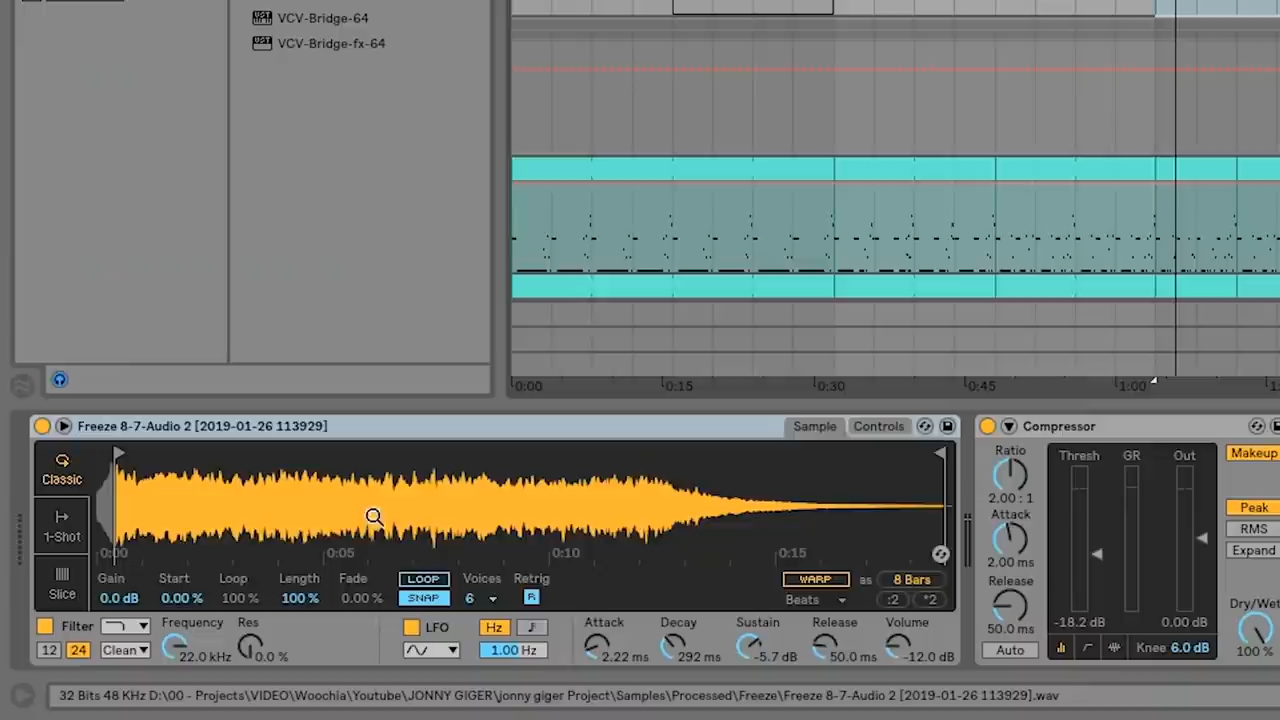 VST VCV-Bridge-64
VST VCV-Bridge-fx-64
0:00 0:15 0:30 0:45 1:00
Freeze 8-7-Audio 2 [2019-01-26 113929] Sample Controls
Compressor
Classic
1-Shot
Slice
0:00 0:05 0:10 0:15
Gain Start Loop Length Fade LOOP Voices Retrig WARP as 8 Bars
0.0 dB 0.00 % 100 % 100 % 0.00 % SNAP 6 R Beats :2 *2
Filter Frequency Res LFO Hz Attack Decay Sustain Release Volume
12 24 Clean 22.0 kHz 0.0 % 1.00 Hz 2.22 ms 292 ms -5.7 dB 50.0 ms -12.0 dB
Ratio
2.00 : 1
Attack
2.00 ms
Release
50.0 ms
Auto
Thresh GR Out
-18.2 dB 0.00 dB
Knee 6.0 dB
Makeup
Peak
RMS
Expand
Dry/Wet
100 %
32 Bits 48 KHz D:\00 - Projects\VIDEO\Woochia\Youtube\JONNY GIGER\jonny giger Project\Samples\Processed\Freeze\Freeze 8-7-Audio 2 [2019-01-26 113929].wav